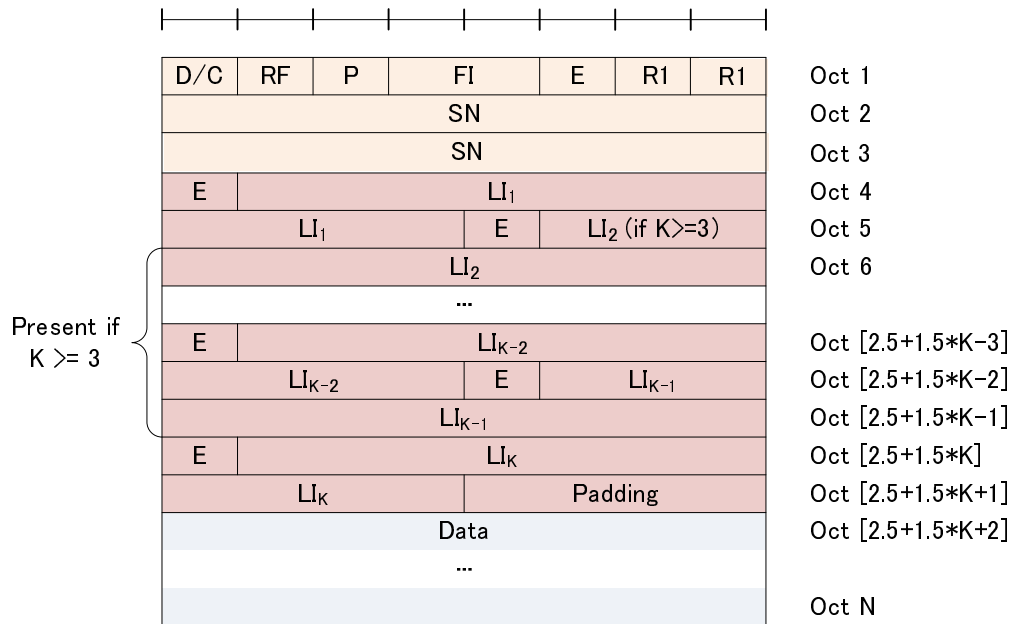 D/C RF P FI E R1 R1 Oct 1
SN Oct 2
SN Oct 3
E LI₁ Oct 4
LI₁ E LI₂ (if K>=3) Oct 5
LI₂ Oct 6
...
Present if
K >= 3
E LIK-2 Oct [2.5+1.5*K-3]
LIK-2 E LIK-1 Oct [2.5+1.5*K-2]
LIK-1 Oct [2.5+1.5*K-1]
E LIK Oct [2.5+1.5*K]
LIK Padding Oct [2.5+1.5*K+1]
Data Oct [2.5+1.5*K+2]
...
Oct N